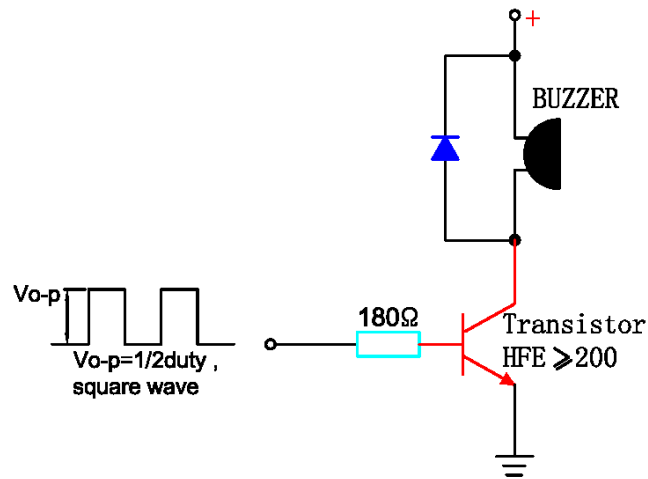 +
BUZZER
Vo-p
180Ω
Transistor
HFE⩾200
Vo-p=1/2duty ,
square wave